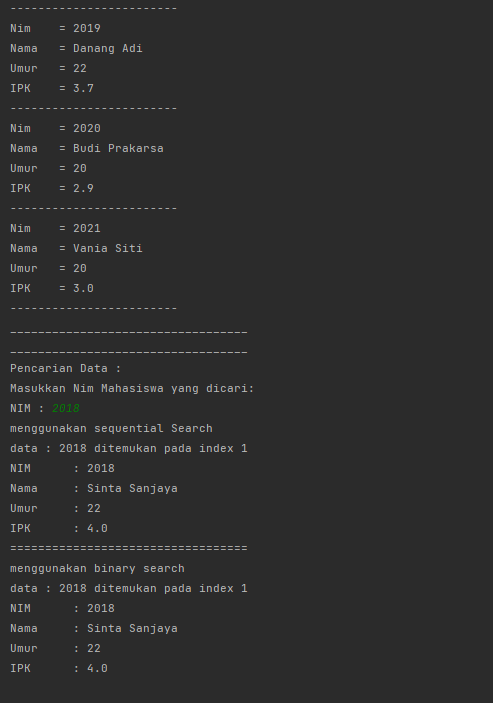 ------------------------
Nim    = 2019
Nama   = Danang Adi
Umur   = 22
IPK    = 3.7
------------------------
Nim    = 2020
Nama   = Budi Prakarsa
Umur   = 20
IPK    = 2.9
------------------------
Nim    = 2021
Nama   = Vania Siti
Umur   = 20
IPK    = 3.0
------------------------
__________________________________
__________________________________
Pencarian Data :
Masukkan Nim Mahasiswa yang dicari:
NIM : 2018
menggunakan sequential Search
data : 2018 ditemukan pada index 1
NIM      : 2018
Nama     : Sinta Sanjaya
Umur     : 22
IPK      : 4.0
==================================
menggunakan binary search
data : 2018 ditemukan pada index 1
NIM      : 2018
Nama     : Sinta Sanjaya
Umur     : 22
IPK      : 4.0